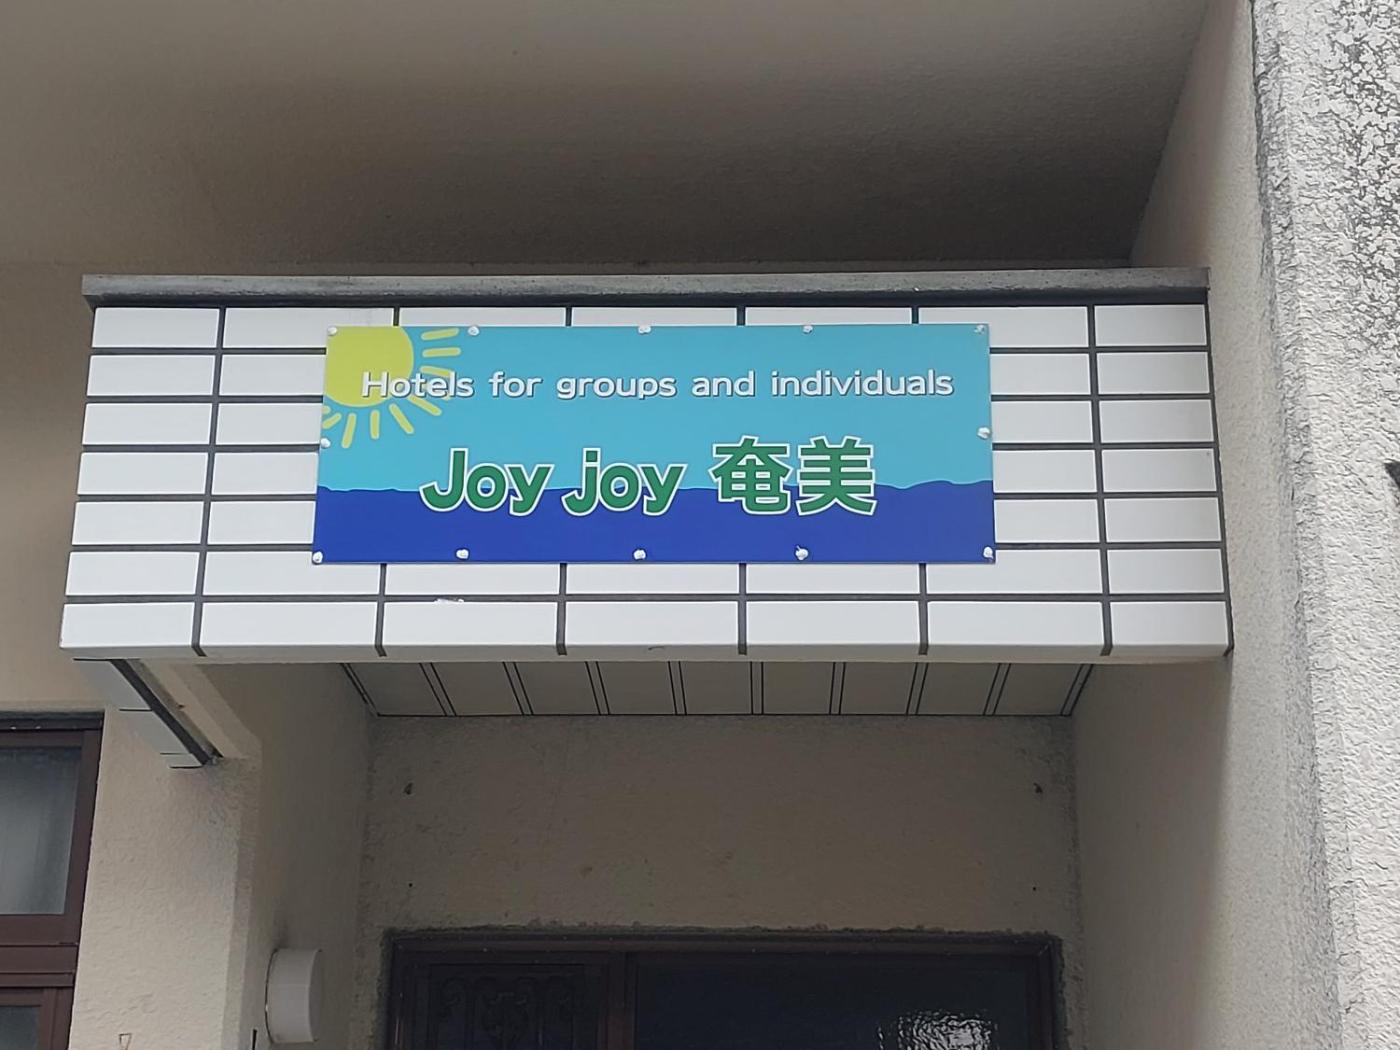 Hotels for groups and individuals
Joy joy 奄美